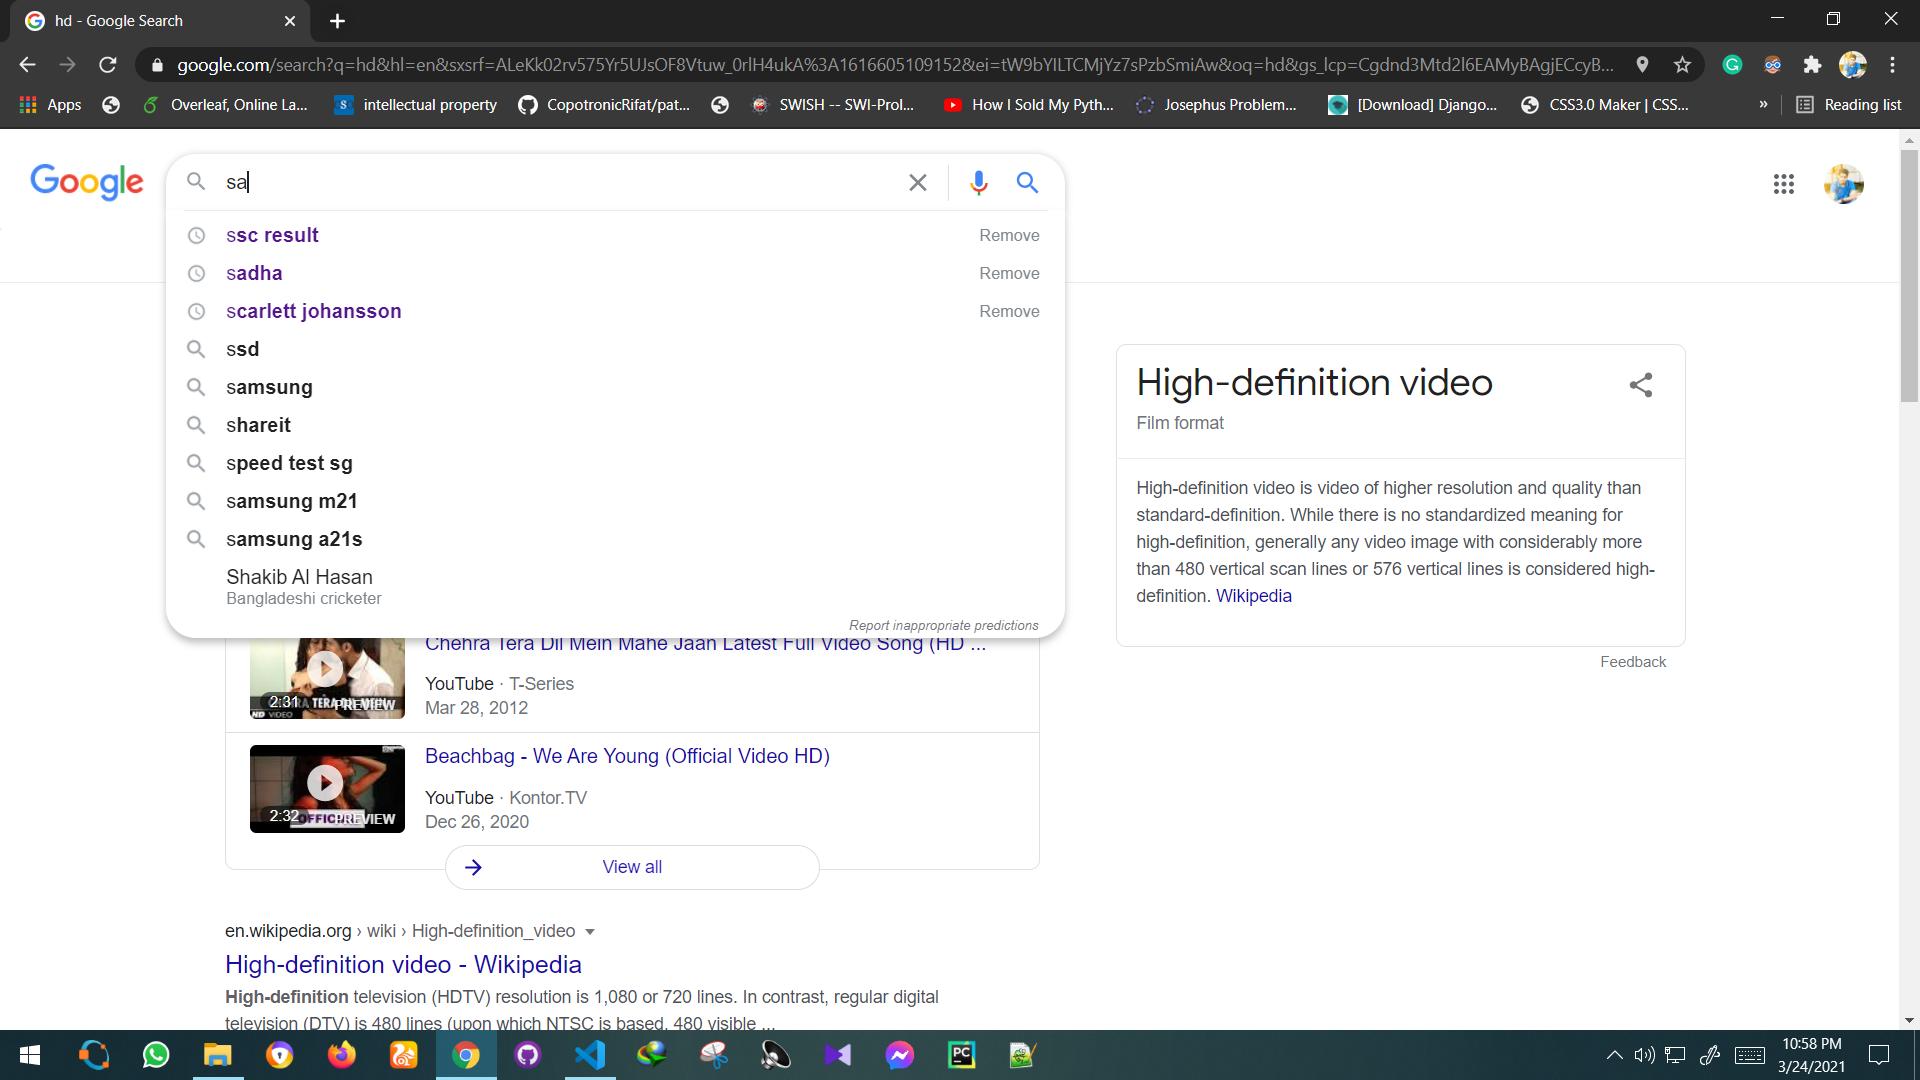 hd - Google Search
google.com/search?q=hd&hl=en&sxsrf=ALeKk02rv575Yr5UJsOF8Vtuw_0rlH4ukA%3A1616605109152&ei=tW9bYILTCMjYz7sPzbSmiAw&oq=hd&gs_lcp=Cgdnd3Mtd2l6EAMyBAgjECcyB...
Apps
Overleaf, Online La...
intellectual property
CopotronicRifat/pat...
SWISH -- SWI-Prol...
How I Sold My Pyth...
Josephus Problem...
[Download] Django...
CSS3.0 Maker | CSS...
»
Reading list
Google
sa
ssc result Remove
sadha Remove
scarlett johansson Remove
ssd
samsung
shareit
speed test sg
samsung m21
samsung a21s
Shakib Al Hasan
Bangladeshi cricketer
Report inappropriate predictions
Chehra Tera Dil Mein Mahe Jaan Latest Full Video Song (HD ...
YouTube · T-Series
Mar 28, 2012
2:31
PREVIEW
Beachbag - We Are Young (Official Video HD)
YouTube · Kontor.TV
Dec 26, 2020
2:32
PREVIEW
View all
en.wikipedia.org › wiki › High-definition_video
High-definition video - Wikipedia
High-definition television (HDTV) resolution is 1,080 or 720 lines. In contrast, regular digital
television (DTV) is 480 lines (upon which NTSC is based, 480 visible ...
High-definition video
Film format
High-definition video is video of higher resolution and quality than
standard-definition. While there is no standardized meaning for
high-definition, generally any video image with considerably more
than 480 vertical scan lines or 576 vertical lines is considered high-
definition. Wikipedia
Feedback
10:58 PM
3/24/2021